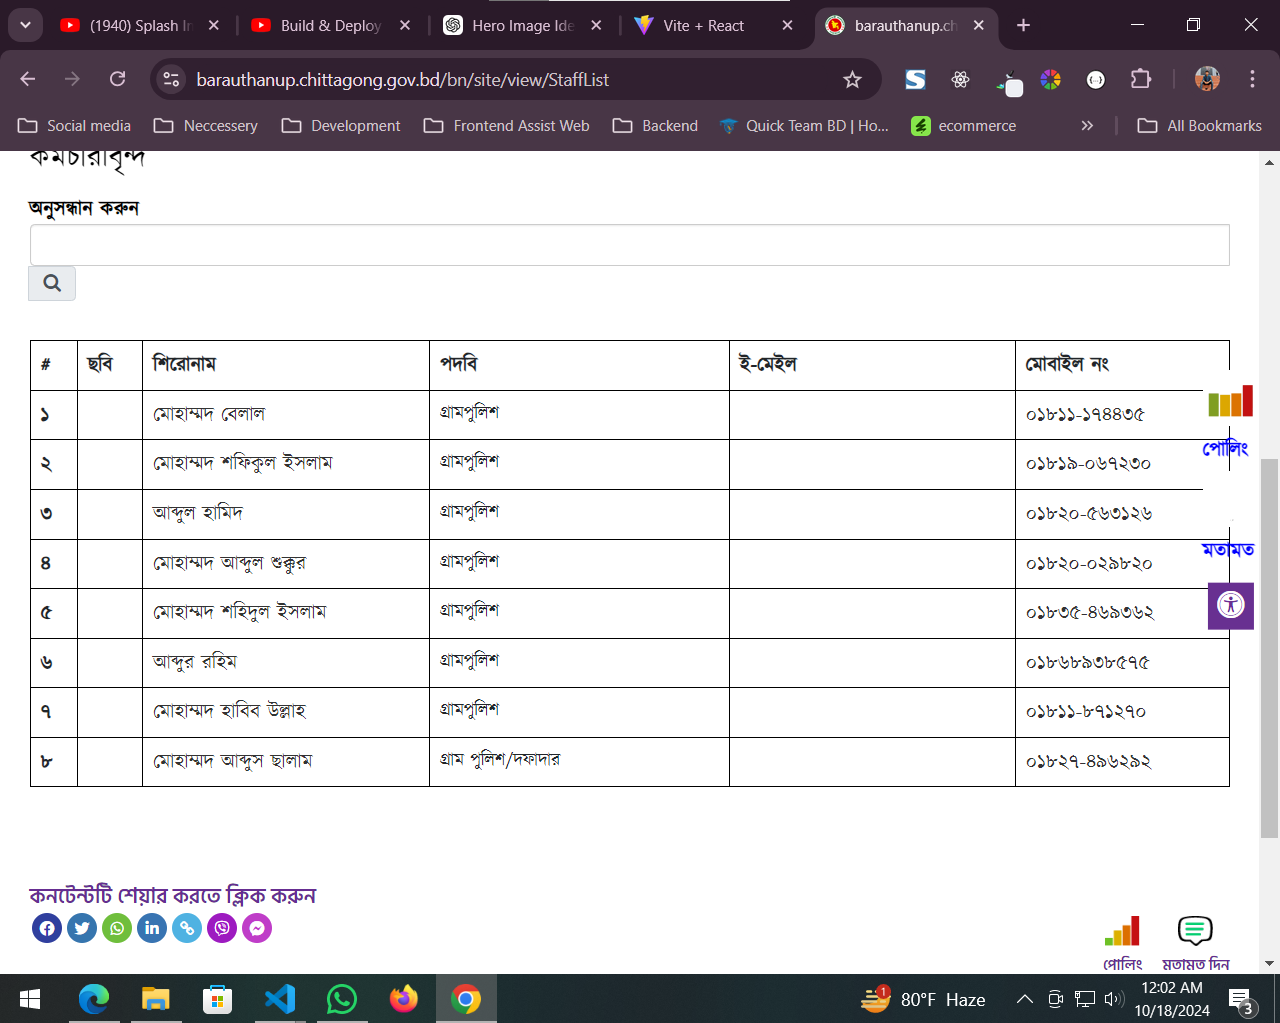 (1940) Splash In
Build & Deploy
Hero Image Ide
Vite + React
barauthanup.ch
barauthanup.chittagong.gov.bd/bn/site/view/StaffList
Social media
Neccessery
Development
Frontend Assist Web
Backend
Quick Team BD | Ho...
ecommerce
All Bookmarks
কর্মচারীবৃন্দ
অনুসন্ধান করুন
# ছবি শিরোনাম পদবি ই-মেইল মোবাইল নং
১ মোহাম্মদ বেলাল গ্রামপুলিশ ০১৮১১-১৭৪৪৩৫
২ মোহাম্মদ শফিকুল ইসলাম গ্রামপুলিশ ০১৮১৯-০৬৭২৩০
৩ আব্দুল হামিদ গ্রামপুলিশ ০১৮২০-৫৬৩১২৬
৪ মোহাম্মদ আব্দুল শুক্কুর গ্রামপুলিশ ০১৮২০-০২৯৮২০
৫ মোহাম্মদ শহিদুল ইসলাম গ্রামপুলিশ ০১৮৩৫-৪৬৯৩৬২
৬ আব্দুর রহিম গ্রামপুলিশ ০১৮৬৮৯৩৮৫৭৫
৭ মোহাম্মদ হাবিব উল্লাহ গ্রামপুলিশ ০১৮১১-৮৭১২৭০
৮ মোহাম্মদ আব্দুস ছালাম গ্রাম পুলিশ/দফাদার ০১৮২৭-৪৯৬২৯২
পোলিং
মতামত
কনটেন্টটি শেয়ার করতে ক্লিক করুন
পোলিং
মতামত দিন
80°F Haze
12:02 AM
10/18/2024
1
3